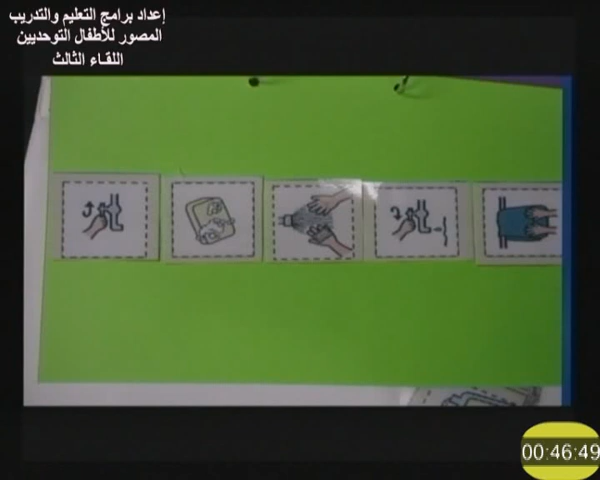 إعداد برامج التعليم والتدريب
المصور للأطفال التوحديين
اللقاء الثالث
00:46:49